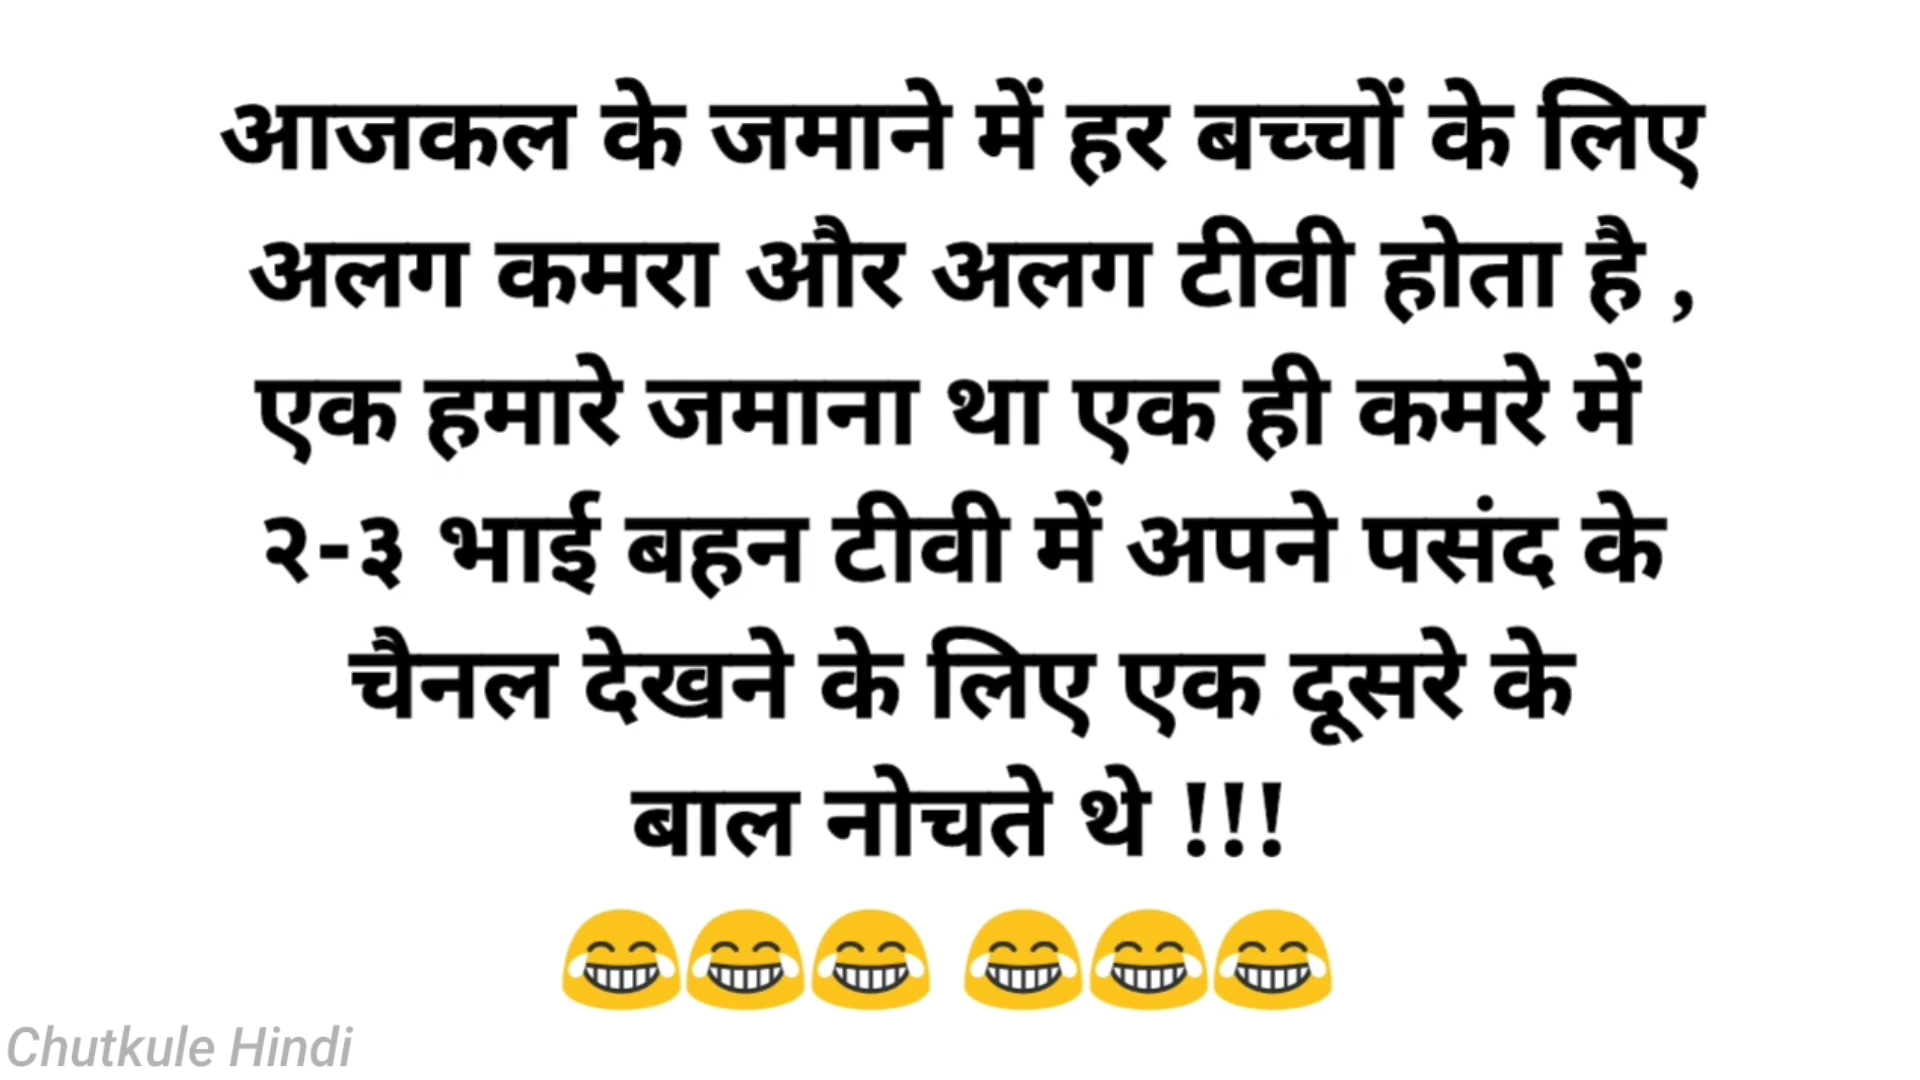 आजकल के जमाने में हर बच्चों के लिए
अलग कमरा और अलग टीवी होता है ,
एक हमारे जमाना था एक ही कमरे में
२-३ भाई बहन टीवी में अपने पसंद के
चैनल देखने के लिए एक दूसरे के
बाल नोचते थे !!!
😂😂😂 😂😂😂
Chutkule Hindi